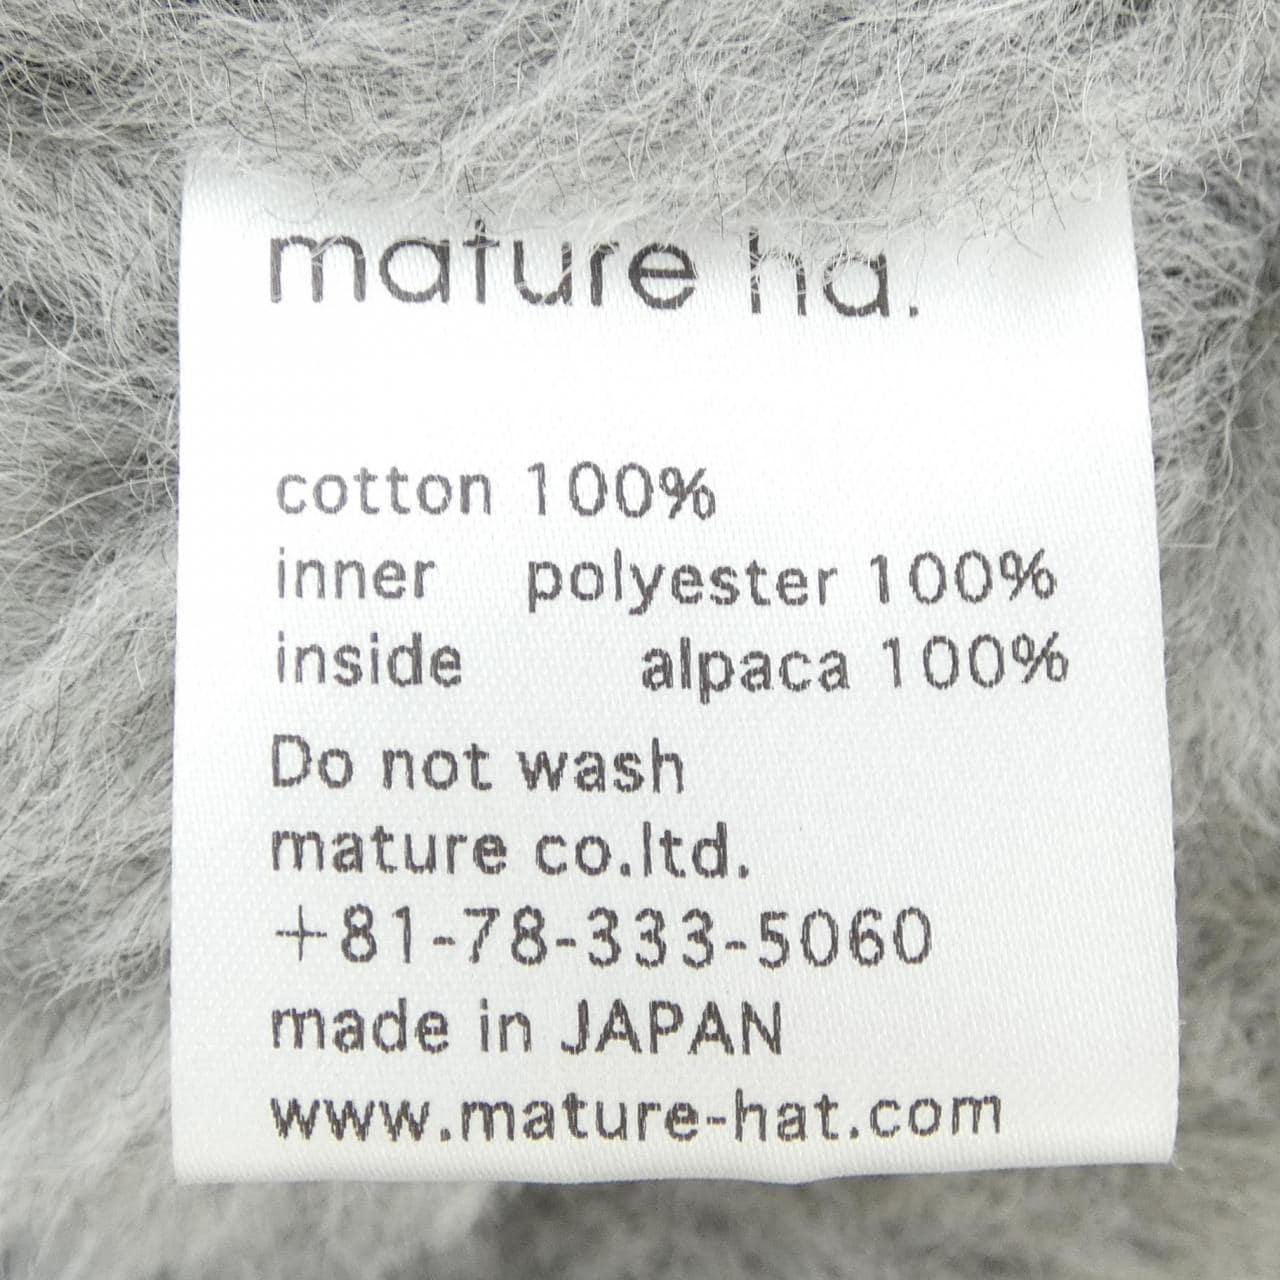 mature ha.
cotton 100%
inner polyester 100%
inside alpaca 100%
Do not wash
mature co.ltd.
+81-78-333-5060
made in JAPAN
www.mature-hat.com